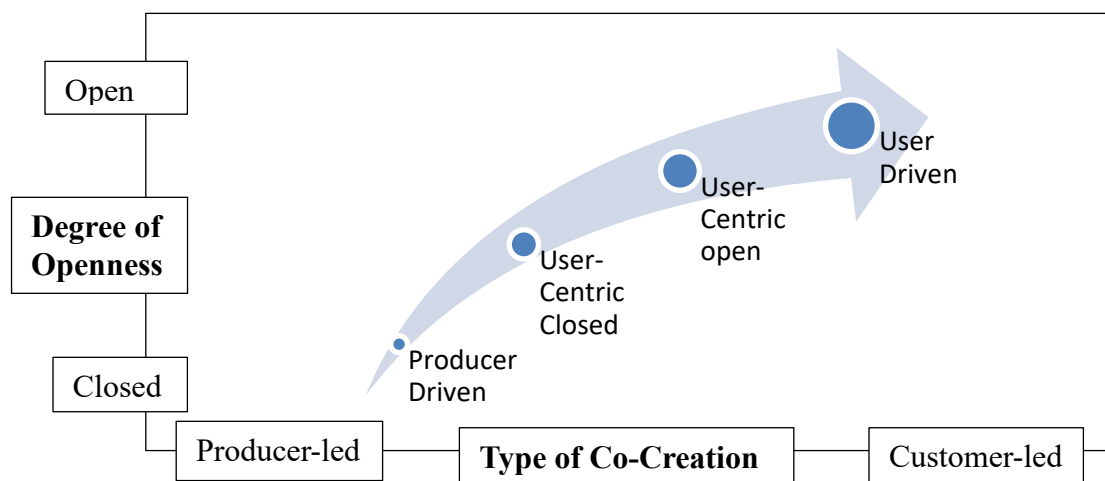 Open
User
Driven
User-
Centric
open
Degree of
Openness
User-
Centric
Closed
Producer
Driven
Closed
Producer-led
Type of Co-Creation
Customer-led